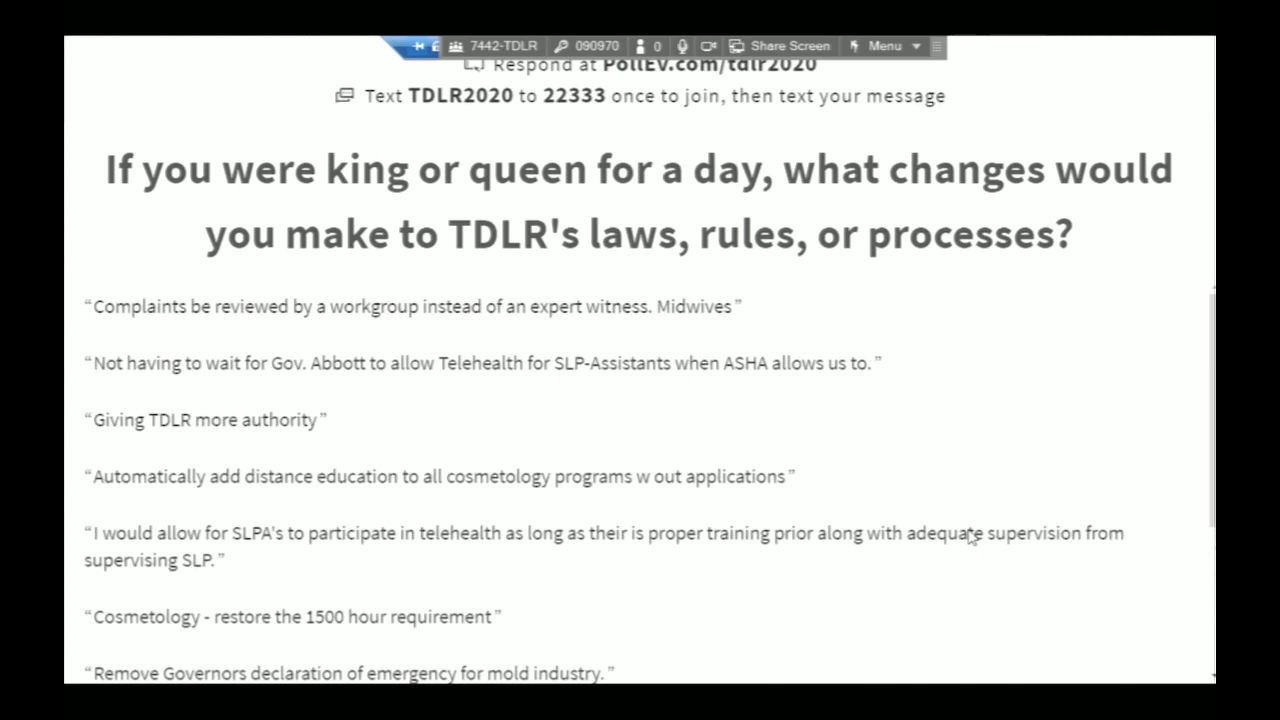 7442-TDLR 090970 0 Share Screen Menu
Respond at PollEv.com/tdlr2020
Text TDLR2020 to 22333 once to join, then text your message
If you were king or queen for a day, what changes would
you make to TDLR's laws, rules, or processes?
“Complaints be reviewed by a workgroup instead of an expert witness. Midwives”
“Not having to wait for Gov. Abbott to allow Telehealth for SLP-Assistants when ASHA allows us to.”
“Giving TDLR more authority”
“Automatically add distance education to all cosmetology programs w out applications”
“I would allow for SLPA's to participate in telehealth as long as their is proper training prior along with adequate supervision from
supervising SLP.”
“Cosmetology - restore the 1500 hour requirement”
“Remove Governors declaration of emergency for mold industry.”